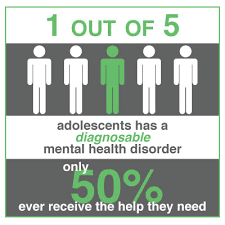 1 OUT OF 5
adolescents has a
diagnosable
mental health disorder
only
50%
ever receive the help they need